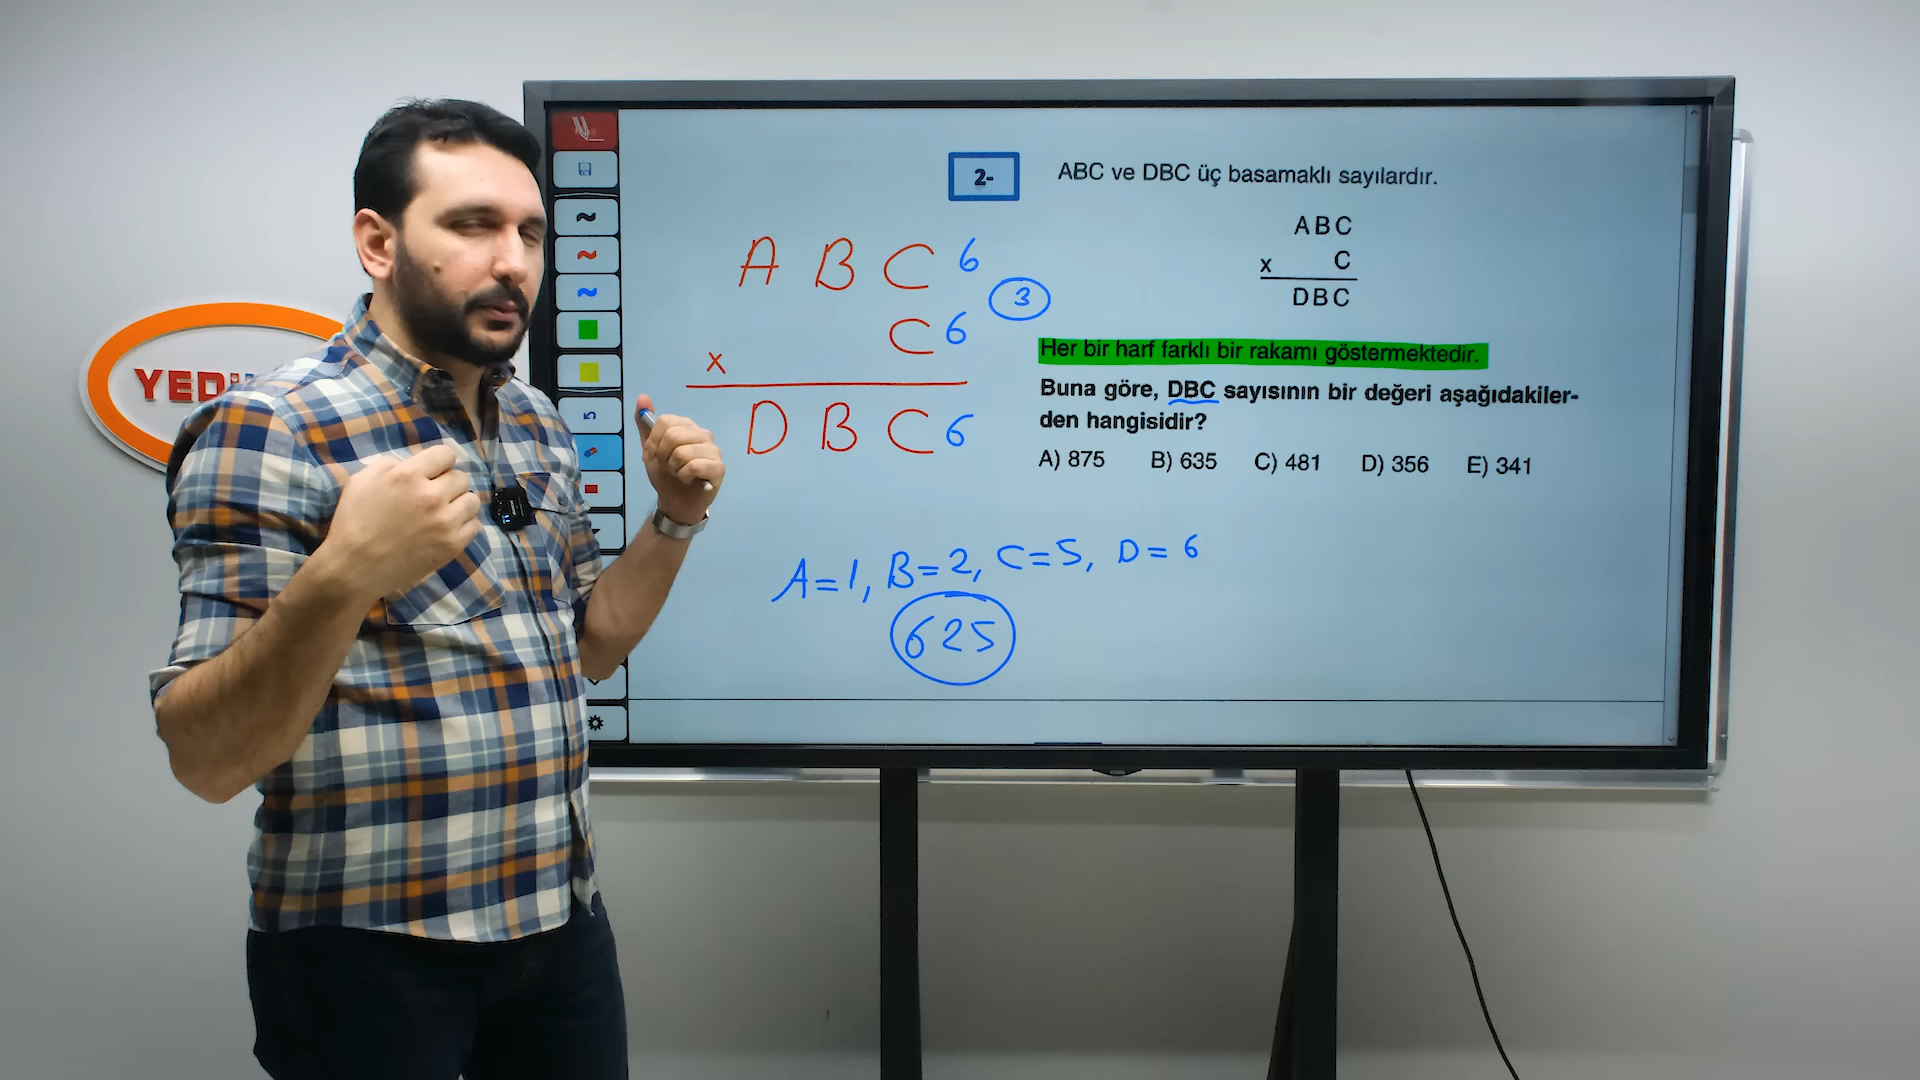 YEDİ
2-
ABC ve DBC üç basamaklı sayılardır.
ABC
x C
DBC
Her bir harf farklı bir rakamı göstermektedir.
Buna göre, DBC sayısının bir değeri aşağıdakiler-
den hangisidir?
A) 875 B) 635 C) 481 D) 356 E) 341
A B C 6
3
C 6
x
D B C 6
A=1, B=2, C=5, D=6
625